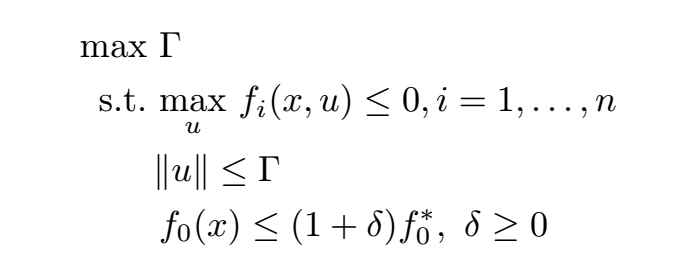 max Γ
s.t. max_u f_i(x, u) ≤ 0, i = 1, . . . , n
‖u‖ ≤ Γ
f_0(x) ≤ (1 + δ)f_0^*, δ ≥ 0